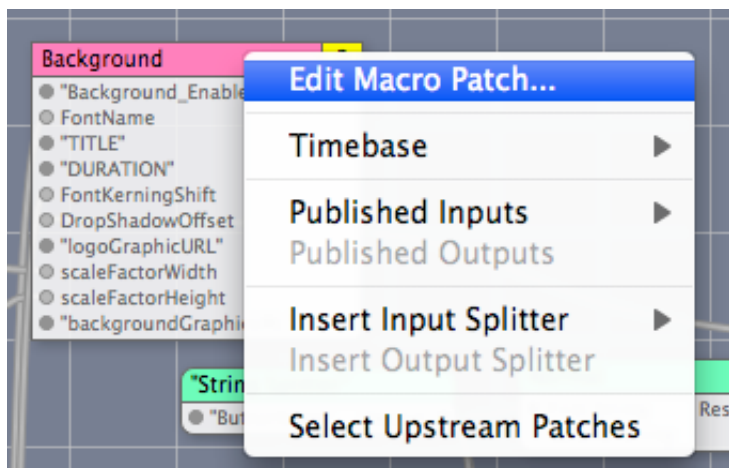 Background
"Background_Enable
FontName
"TITLE"
"DURATION"
FontKerningShift
DropShadowOffset
"logoGraphicURL"
scaleFactorWidth
scaleFactorHeight
"backgroundGraphi
Edit Macro Patch...
Timebase
Published Inputs
Published Outputs
Insert Input Splitter
Insert Output Splitter
Select Upstream Patches
"Strin
"But
Res